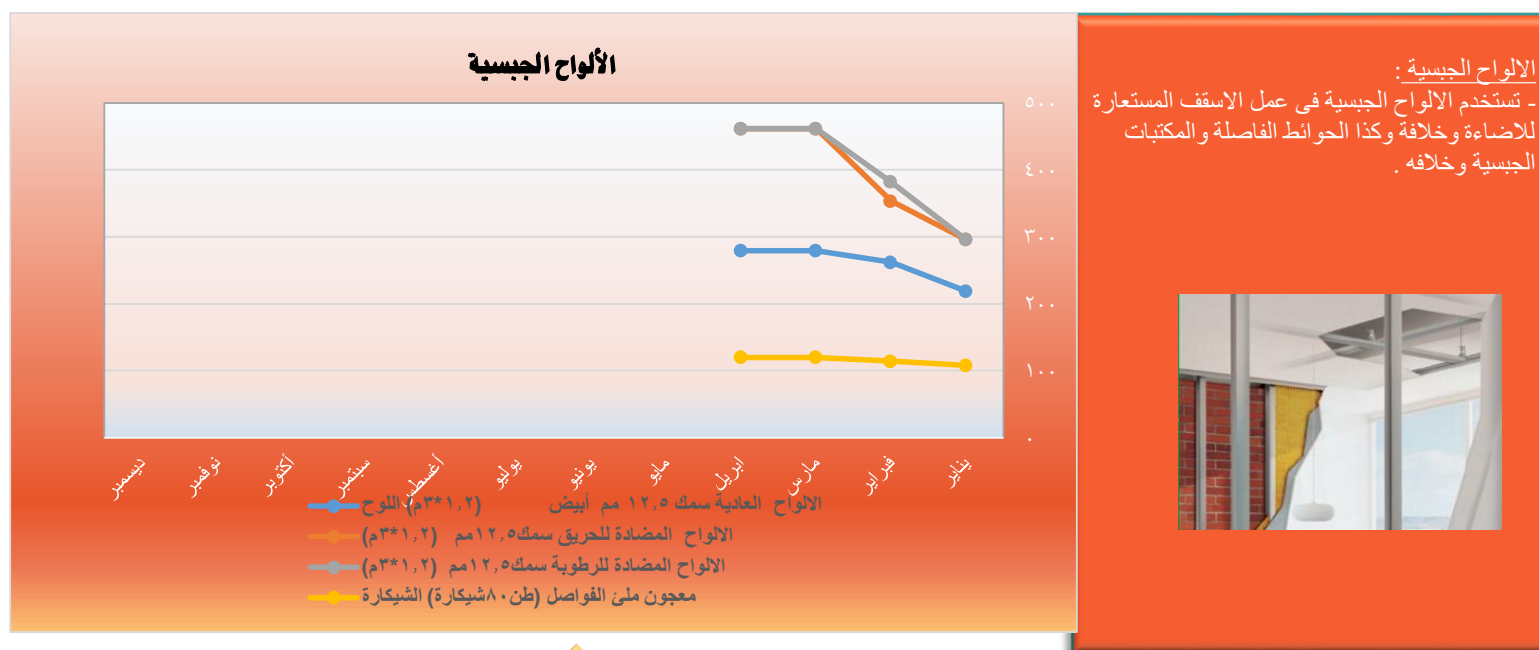 الالواح الجبسية :
- تستخدم الالواح الجبسية فى عمل الاسقف المستعارة
للاضاءة وخلافة وكذا الحوائط الفاصلة والمكتبات
الجبسية وخلافه .
الألواح الجبسية
٥٠٠
٤٠٠
٣٠٠
٢٠٠
١٠٠
٠
يناير
فبراير
مارس
ابريل
مايو
يونيو
يوليو
أغسطس
سبتمبر
أكتوبر
نوفمبر
ديسمبر
الالواح العادية سمك ١٢,٥ مم أبيض (١,٢*٣م) اللوح
الالواح المضادة للحريق سمك١٢,٥مم (١,٢*٣م)
الالواح المضادة للرطوبة سمك١٢,٥مم (١,٢*٣م)
معجون ملئ الفواصل (طن٨٠شيكارة) الشيكارة